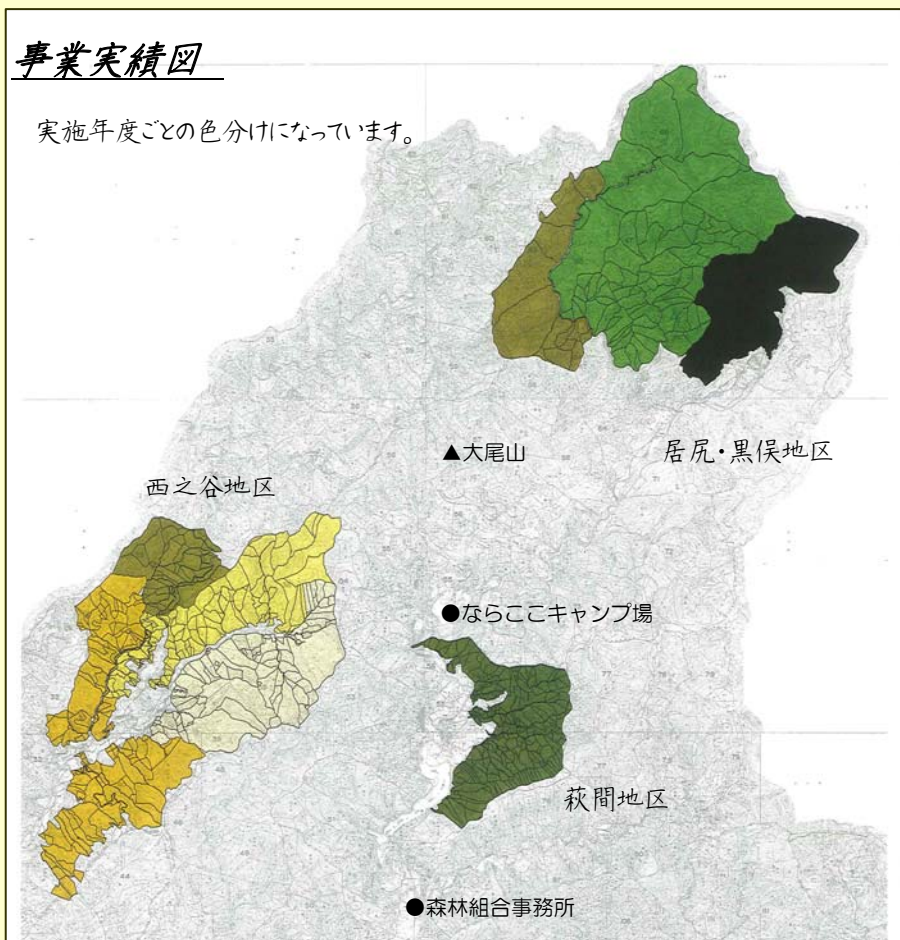 事業実績図
実施年度ごとの色分けになっています。
▲大尾山
居尻・黒俣地区
西之谷地区
●ならここキャンプ場
萩間地区
●森林組合事務所